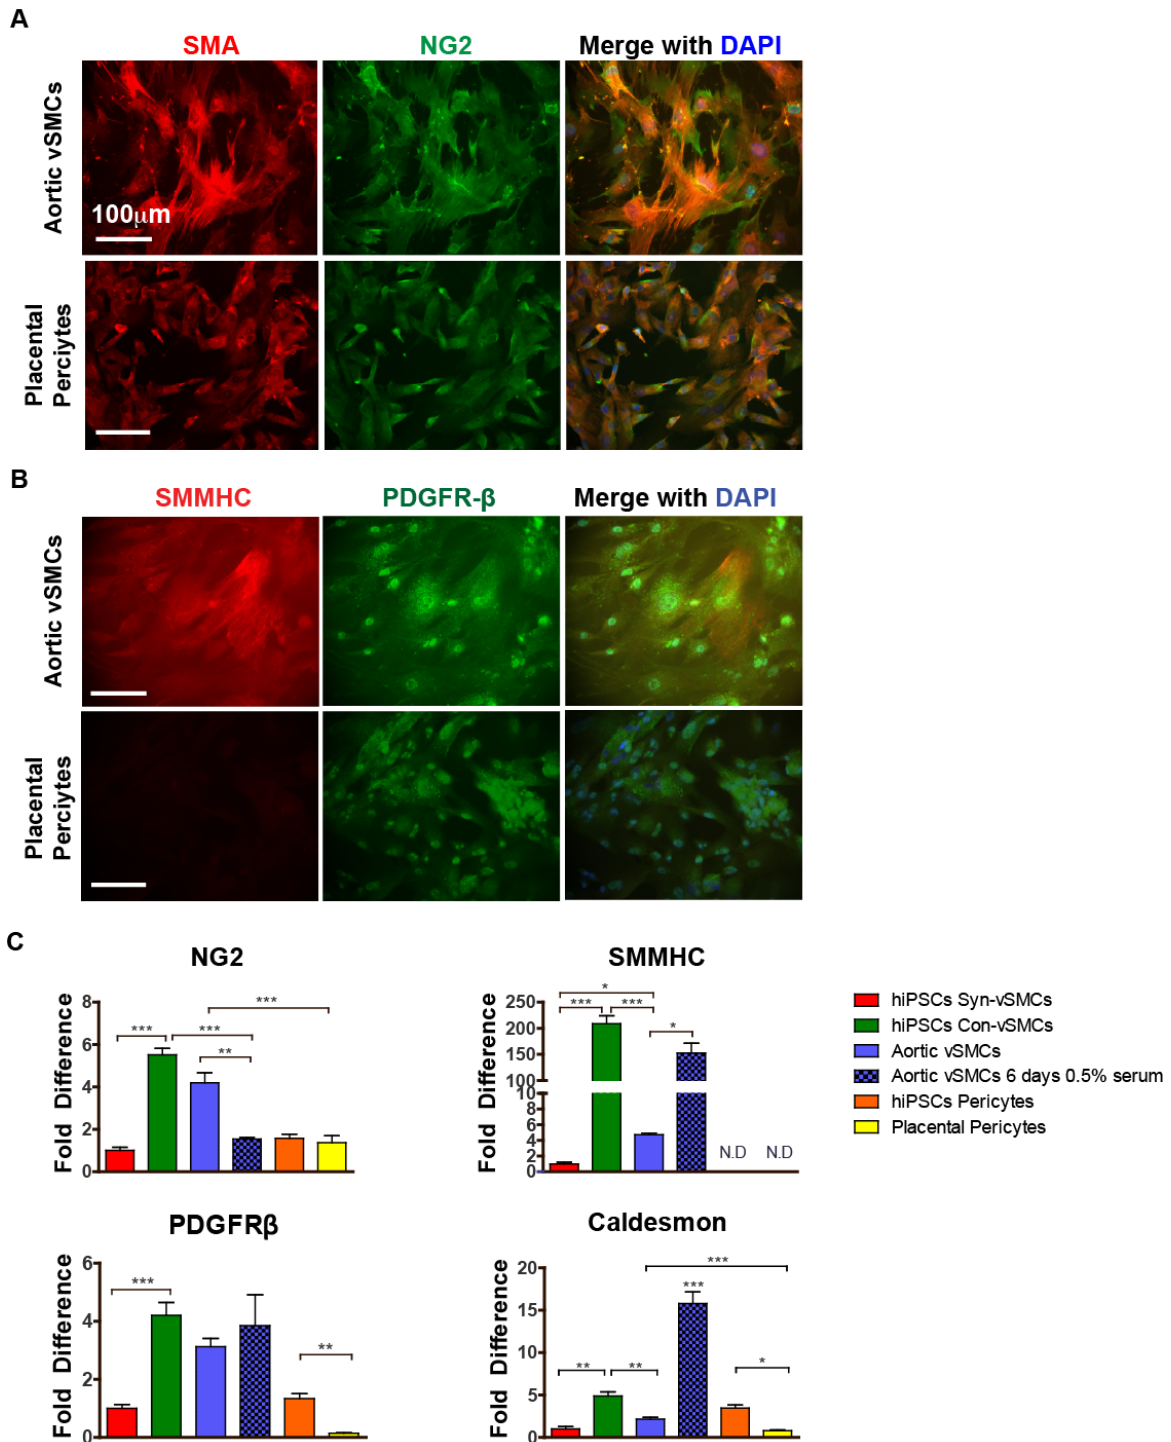 A
SMA NG2 Merge with DAPI
Aortic vSMCs
100μm
Placental
Perciytes
B
SMMHC PDGFR-β Merge with DAPI
Aortic vSMCs
Placental
Perciytes
C
NG2
Fold Difference
8
6
4
2
0
***
***
***
**
SMMHC
Fold Difference
250
200
150
100
10
8
6
4
2
0
*
***
***
*
N.D
N.D
hiPSCs Syn-vSMCs
hiPSCs Con-vSMCs
Aortic vSMCs
Aortic vSMCs 6 days 0.5% serum
hiPSCs Pericytes
Placental Pericytes
PDGFRβ
Fold Difference
6
4
2
0
***
**
Caldesmon
Fold Difference
20
15
10
5
0
***
***
**
**
*